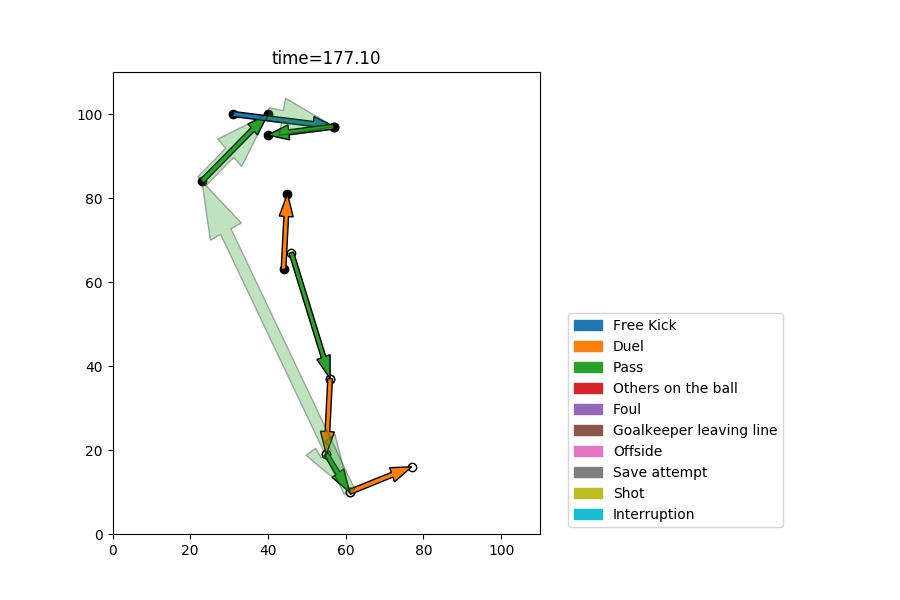 time=177.10
100
80
60
40
20
0
0 20 40 60 80 100
Free Kick
Duel
Pass
Others on the ball
Foul
Goalkeeper leaving line
Offside
Save attempt
Shot
Interruption